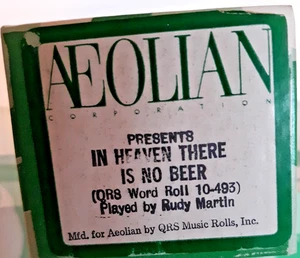 AEOLIAN
CORPORATION
PRESENTS
IN HEAVEN THERE
IS NO BEER
(QRS Word Roll 10-493)
Played by Rudy Martin
Mfd. for Aeolian by QRS Music Rolls, Inc.